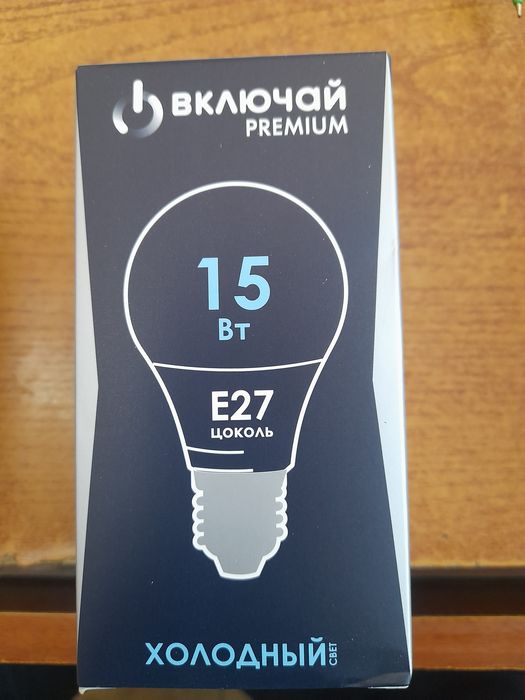 ВКЛЮЧАЙ
PREMIUM
15
Вт
E27
ЦОКОЛЬ
ХОЛОДНЫЙ СВЕТ